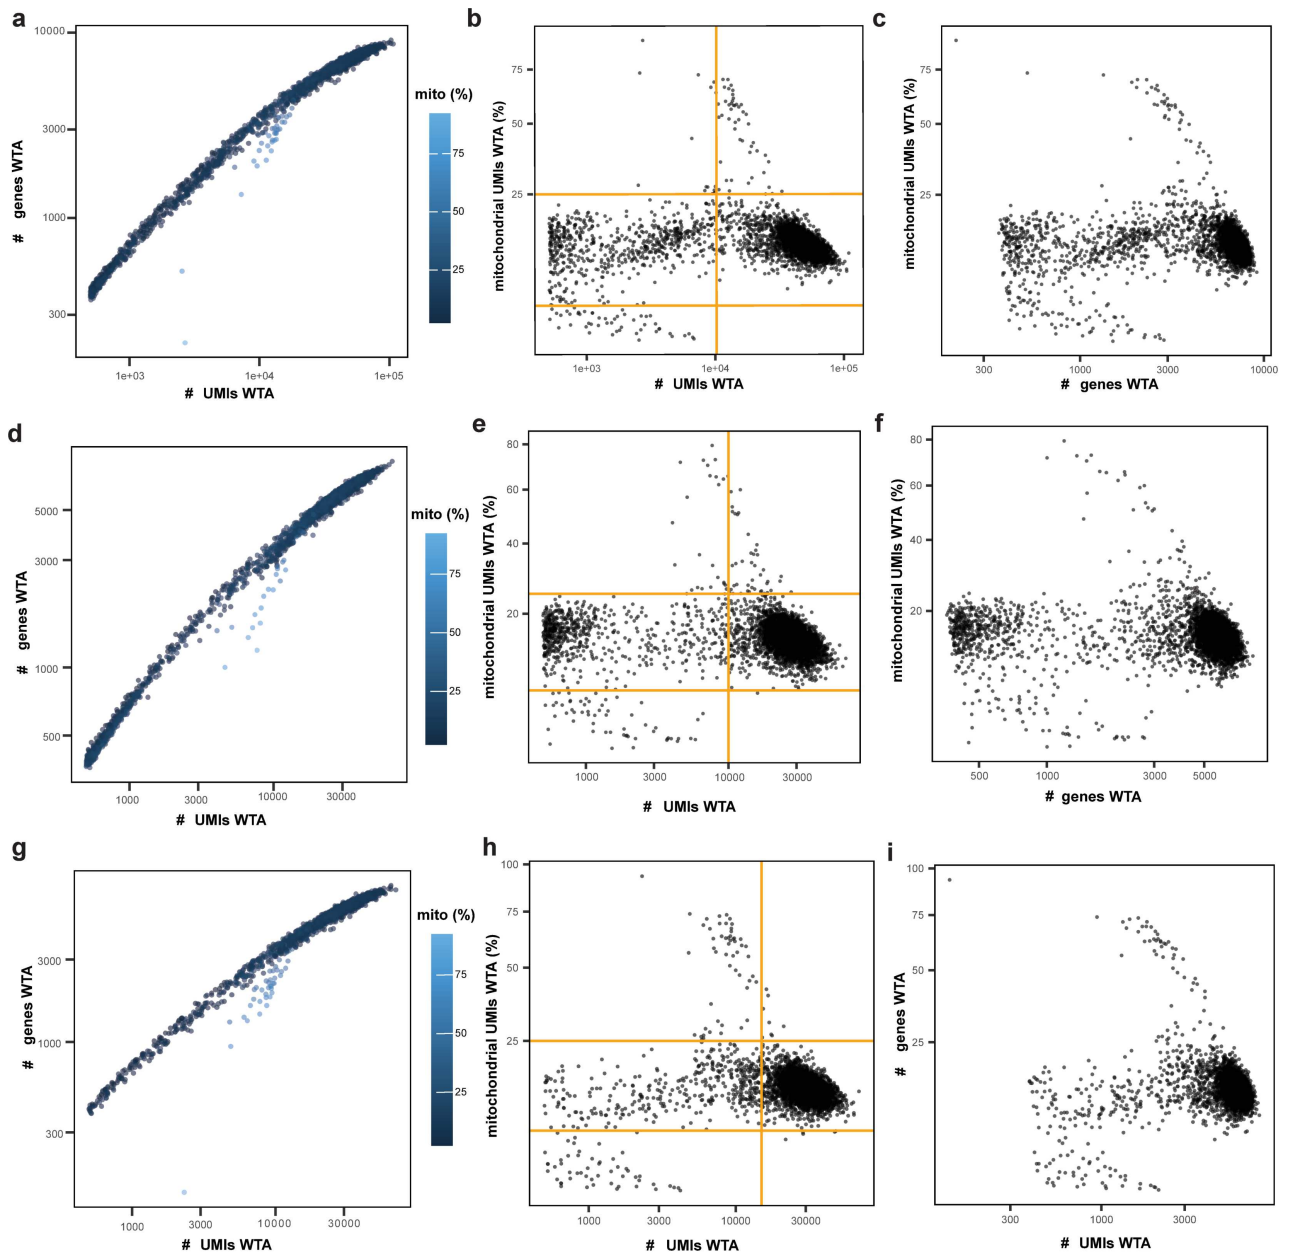 a
10000
3000
1000
300
# genes WTA
1e+03
1e+04
1e+05
# UMIs WTA
mito (%)
75
50
25
b
75
50
25
mitochondrial UMIs WTA (%)
1e+03
1e+04
1e+05
# UMIs WTA
c
75
50
25
mitochondrial UMIs WTA (%)
300
1000
3000
10000
# genes WTA
d
5000
3000
1000
500
# genes WTA
1000
3000
10000
30000
# UMIs WTA
mito (%)
75
50
25
e
80
60
40
20
mitochondrial UMIs WTA (%)
1000
3000
10000
30000
# UMIs WTA
f
80
60
40
20
mitochondrial UMIs WTA (%)
500
1000
3000
5000
# genes WTA
g
3000
1000
300
# genes WTA
1000
3000
10000
30000
# UMIs WTA
mito (%)
75
50
25
h
100
75
50
25
mitochondrial UMIs WTA (%)
1000
3000
10000
30000
# UMIs WTA
i
100
75
50
25
# genes WTA
300
1000
3000
# UMIs WTA